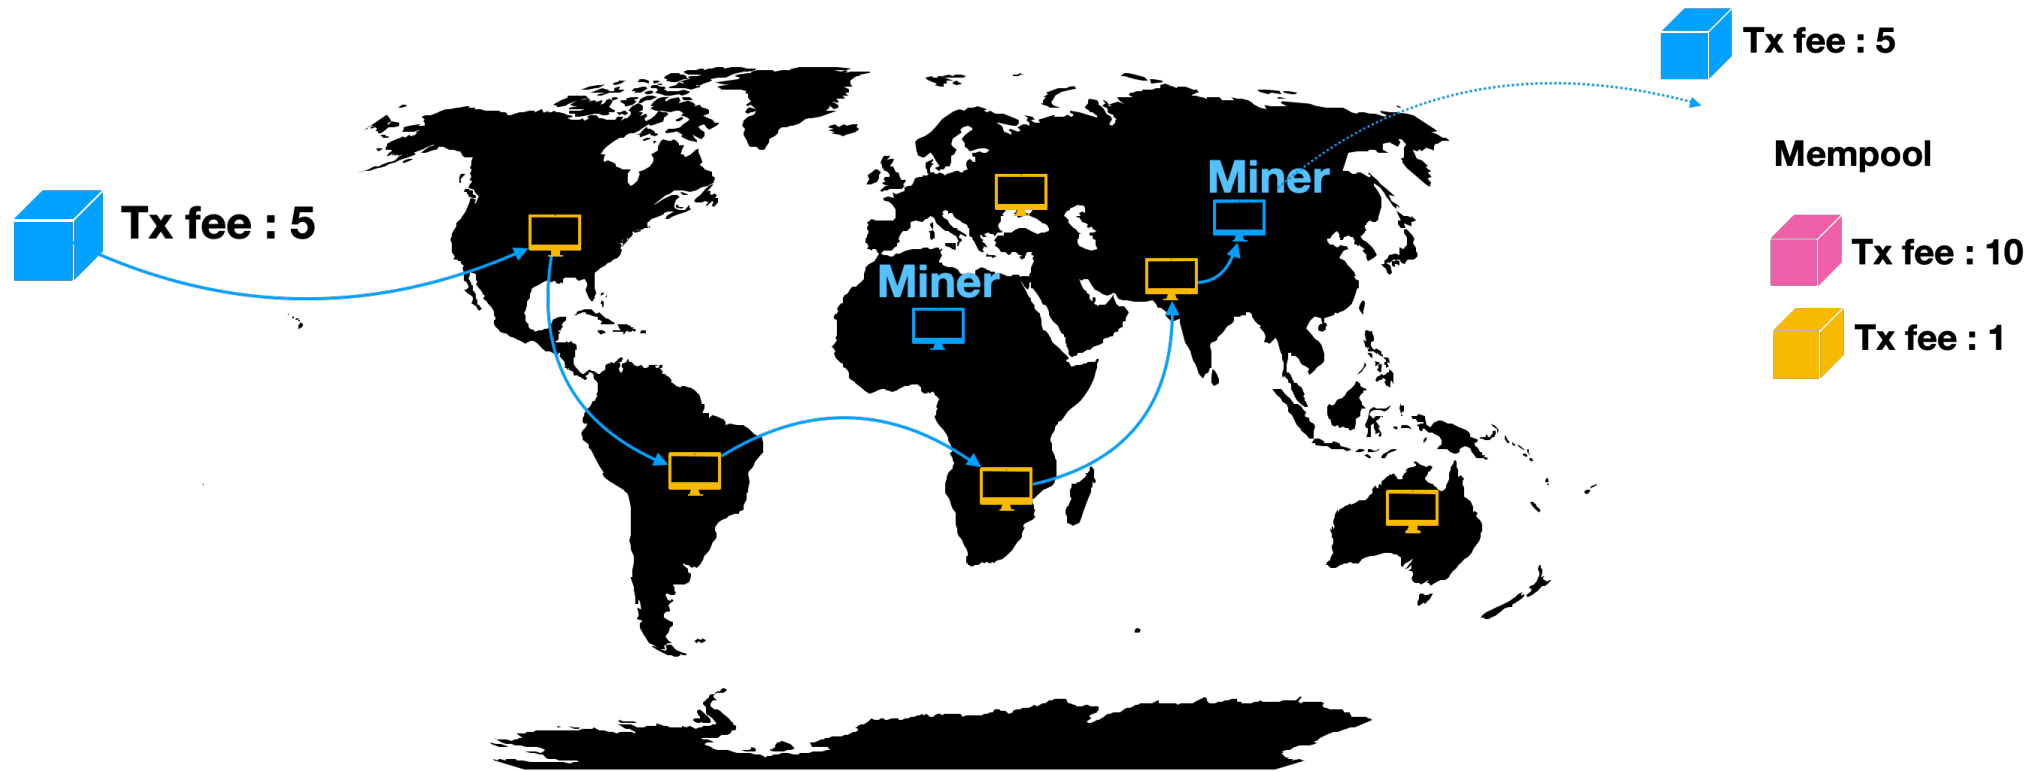 Tx fee : 5
Tx fee : 5
Miner
Mempool
Miner
Tx fee : 10
Tx fee : 1